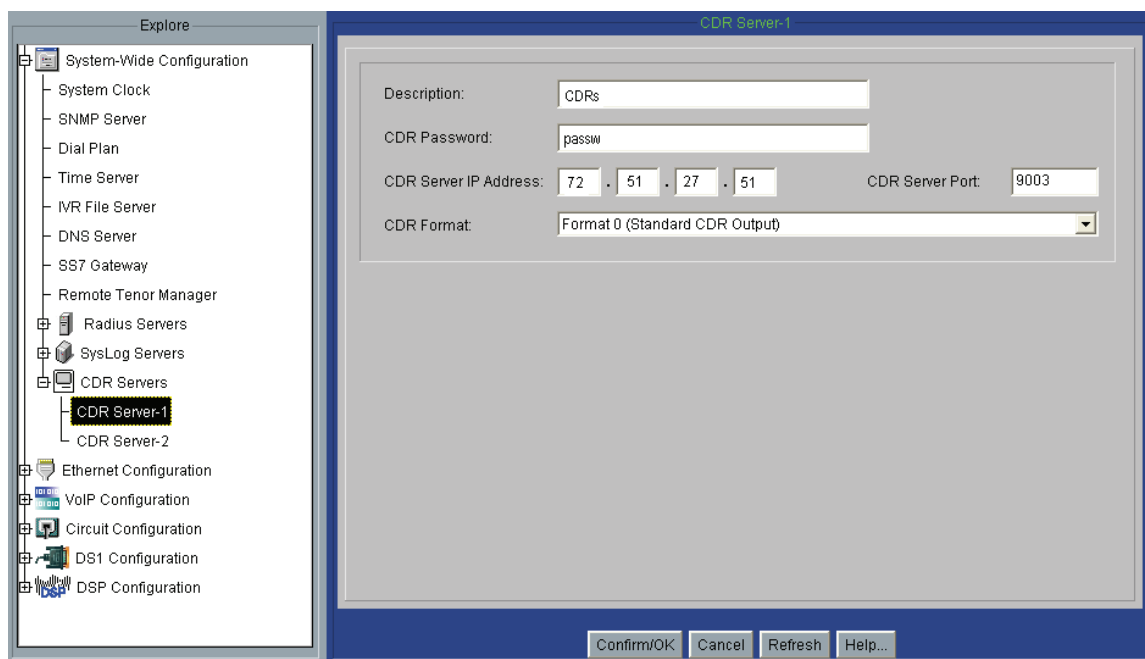 Explore
System-Wide Configuration
System Clock
SNMP Server
Dial Plan
Time Server
IVR File Server
DNS Server
SS7 Gateway
Remote Tenor Manager
Radius Servers
SysLog Servers
CDR Servers
CDR Server-1
CDR Server-2
Ethernet Configuration
VoIP Configuration
Circuit Configuration
DS1 Configuration
DSP
DSP Configuration
CDR Server-1
Description: CDRs
CDR Password: passw
CDR Server IP Address: 72 . 51 . 27 . 51 CDR Server Port: 9003
CDR Format: Format 0 (Standard CDR Output)
Confirm/OK Cancel Refresh Help...